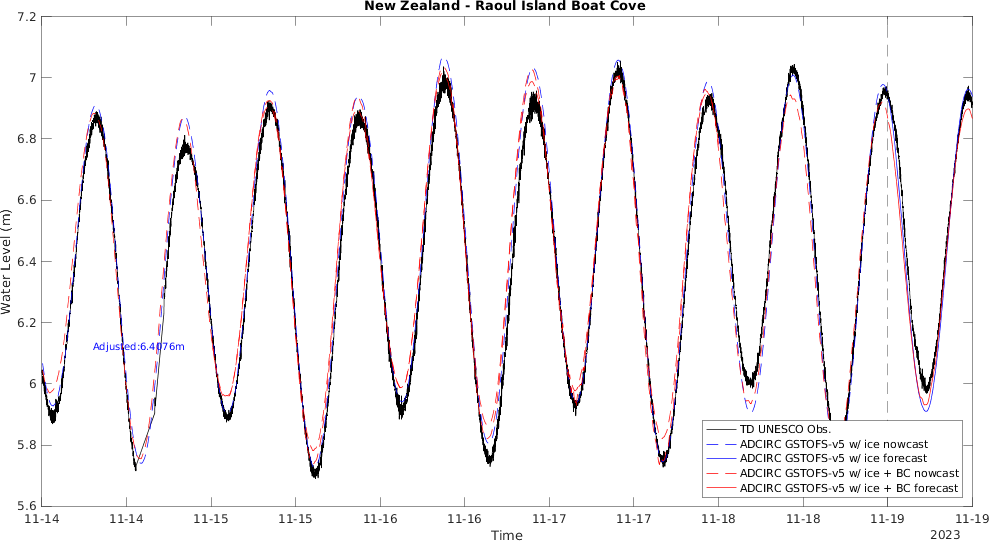 New Zealand - Raoul Island Boat Cove
7.2
7
6.8
6.6
6.4
6.2
6
5.8
5.6
Water Level (m)
Adjusted:6.4076m
TD UNESCO Obs.
ADCIRC GSTOFS-v5 w/ ice nowcast
ADCIRC GSTOFS-v5 w/ ice forecast
ADCIRC GSTOFS-v5 w/ ice + BC nowcast
ADCIRC GSTOFS-v5 w/ ice + BC forecast
11-14 11-14 11-15 11-15 11-16 11-16 11-17 11-17 11-18 11-18 11-19 11-19
Time
2023